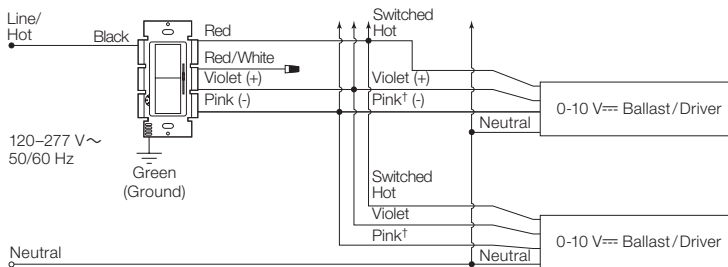 Line/
Hot
Black
Red
Switched
Hot
Red/White
Violet (+)
Pink (-)
Violet (+)
Pink† (-)
Neutral
0-10 V⎓ Ballast/Driver
120–277 V~
50/60 Hz
Green
(Ground)
Switched
Hot
Violet
Pink†
Neutral
0-10 V⎓ Ballast/Driver
Neutral